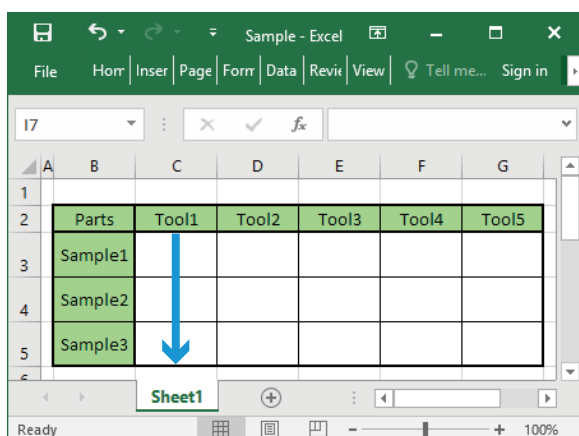 Sample - Excel
File Hom Inser Page Form Data Revie View Tell me... Sign in
I7 fx
A B C D E F G
1
2 Parts Tool1 Tool2 Tool3 Tool4 Tool5
3 Sample1
4 Sample2
5 Sample3
Sheet1
Ready 100%